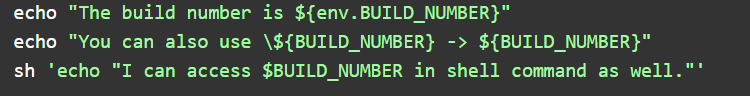 echo "The build number is ${env.BUILD_NUMBER}"
echo "You can also use \${BUILD_NUMBER} -> ${BUILD_NUMBER}"
sh 'echo "I can access $BUILD_NUMBER in shell command as well."'